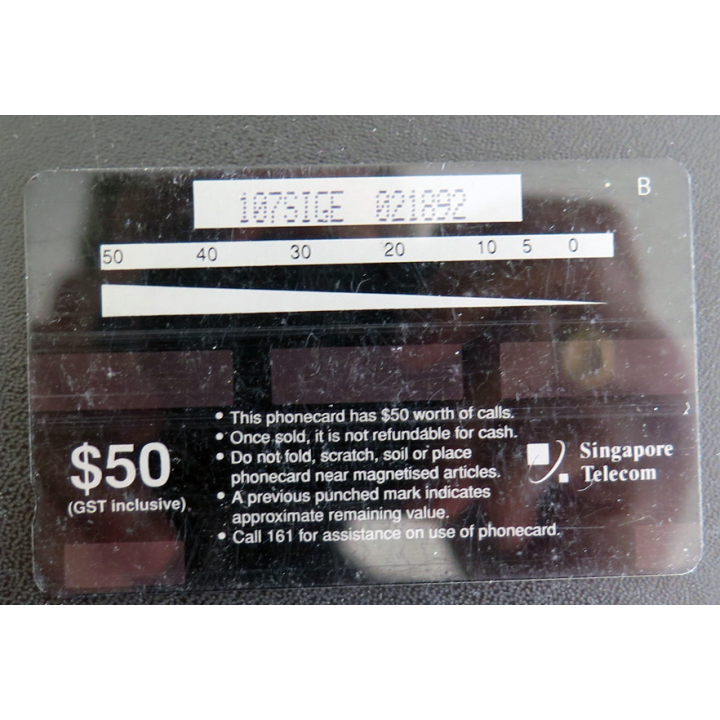 B
107SIGE 021892
50 40 30 20 10 5 0
• This phonecard has $50 worth of calls.
• Once sold, it is not refundable for cash.
• Do not fold, scratch, soil or place
phonecard near magnetised articles.
• A previous punched mark indicates
approximate remaining value.
• Call 161 for assistance on use of phonecard.
$50
(GST inclusive)
Singapore
Telecom